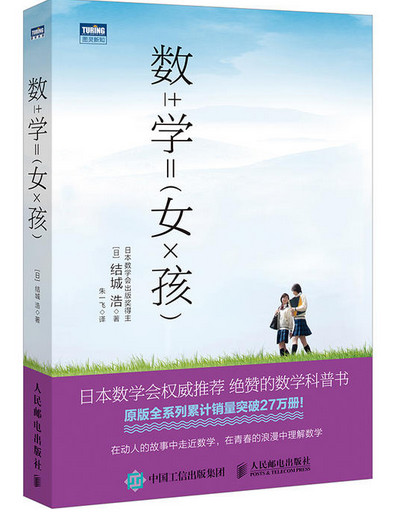 数±学=(女×孩)
[日] 结城 浩◎著
人民邮电出版社
TURING
图灵新知
数±学=(女×孩)
日本数学会出版奖得主
[日] 结城 浩◎著
朱一飞◎译
日本数学会权威推荐 绝赞的数学科普书
原版全系列累计销量突破27万册!
在动人的故事中走近数学，在青春的浪漫中理解数学
中国工信出版集团 人民邮电出版社